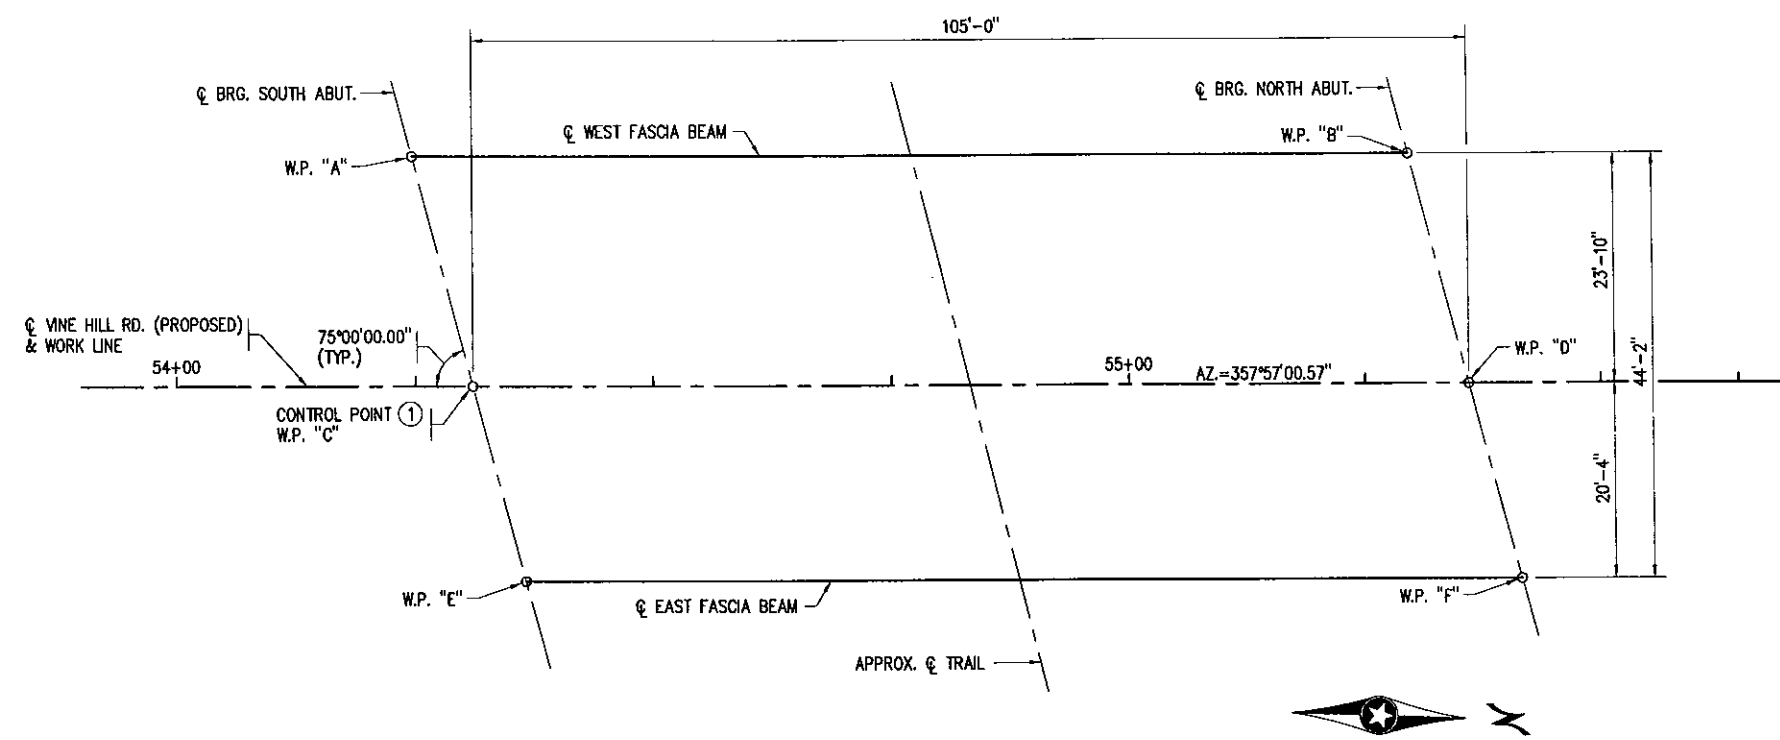 105'-0"
℄ BRG. SOUTH ABUT.
℄ BRG. NORTH ABUT.
℄ WEST FASCIA BEAM
W.P. "B"
W.P. "A"
23'-10"
℄ VINE HILL RD. (PROPOSED)
& WORK LINE
75°00'00.00"
(TYP.)
54+00
55+00
AZ.=357°57'00.57"
W.P. "D"
44'-2"
CONTROL POINT 1
W.P. "C"
20'-4"
W.P. "E"
℄ EAST FASCIA BEAM
W.P. "F"
APPROX. ℄ TRAIL
N